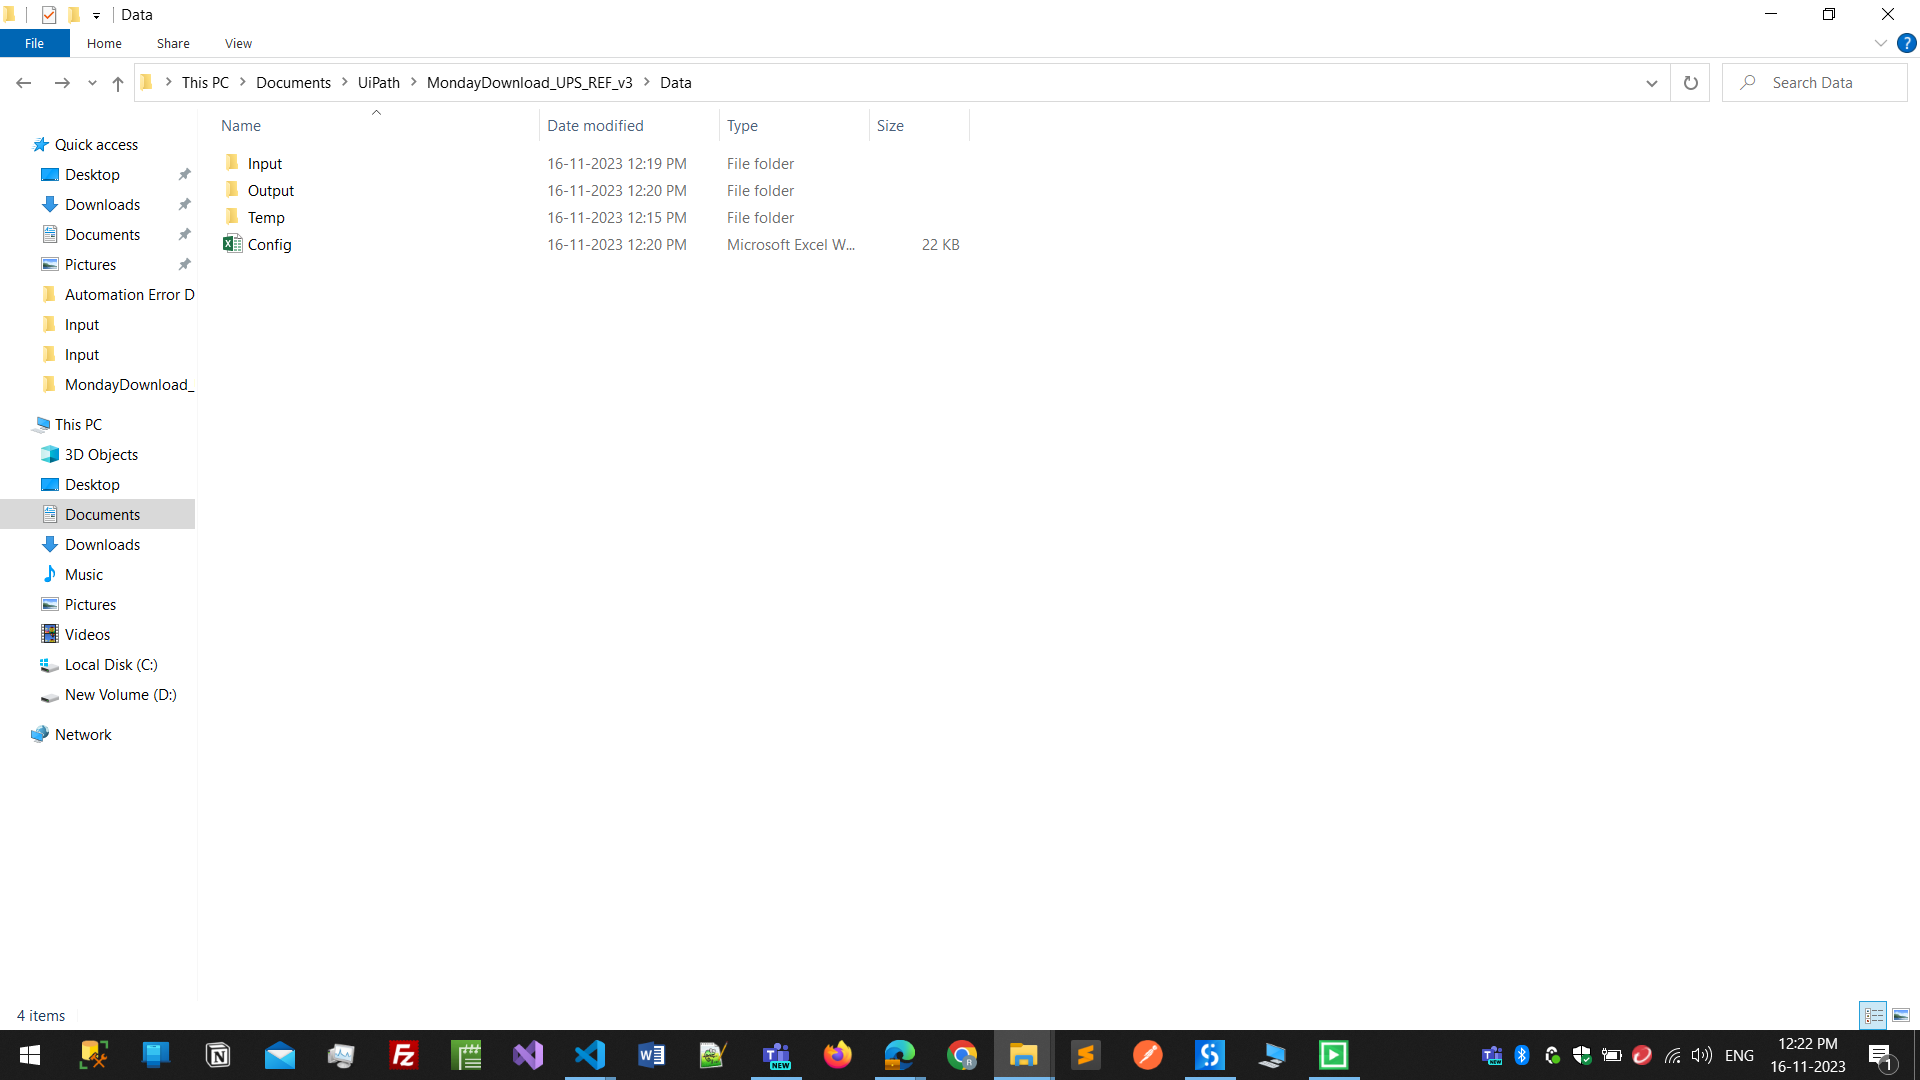 Data
File Home Share View
This PC Documents UiPath MondayDownload_UPS_REF_v3 Data
Search Data
Name Date modified Type Size
Input 16-11-2023 12:19 PM File folder
Output 16-11-2023 12:20 PM File folder
Temp 16-11-2023 12:15 PM File folder
Config 16-11-2023 12:20 PM Microsoft Excel W... 22 KB
Quick access
Desktop
Downloads
Documents
Pictures
Automation Error D
Input
Input
MondayDownload_
This PC
3D Objects
Desktop
Documents
Downloads
Music
Pictures
Videos
Local Disk (C:)
New Volume (D:)
Network
4 items
NEW
ENG
12:22 PM
16-11-2023
1